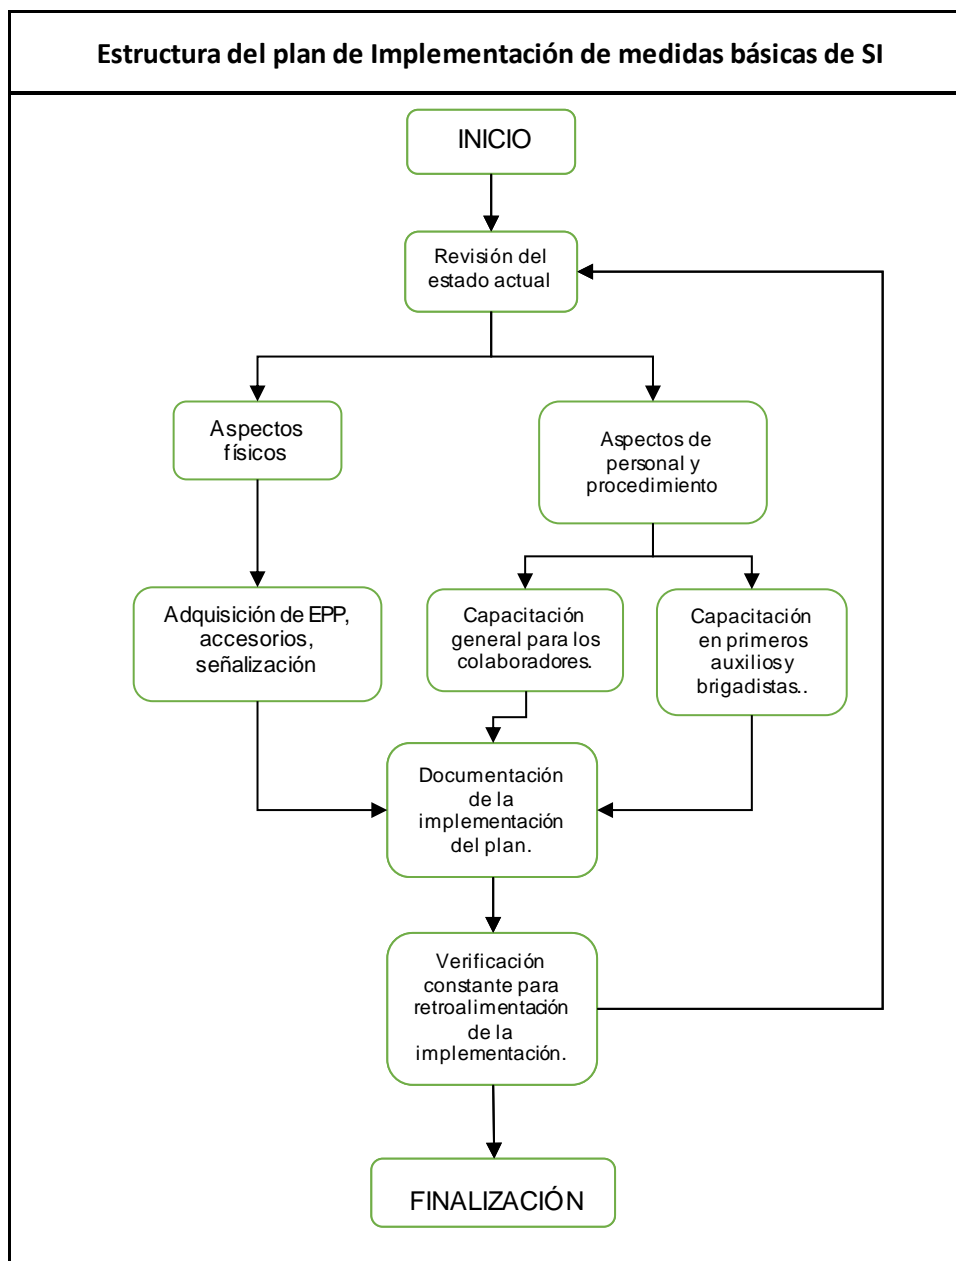 Estructura del plan de Implementación de medidas básicas de SI
INICIO
Revisión del
estado actual
Aspectos
físicos
Aspectos de
personal y
procedimiento
Adquisición de EPP,
accesorios,
señalización
Capacitación
general para los
colaboradores.
Capacitación
en primeros
auxilios y
brigadistas..
Documentación
de la
implementación
del plan.
Verificación
constante para
retroalimentación
de la
implementación.
FINALIZACIÓN